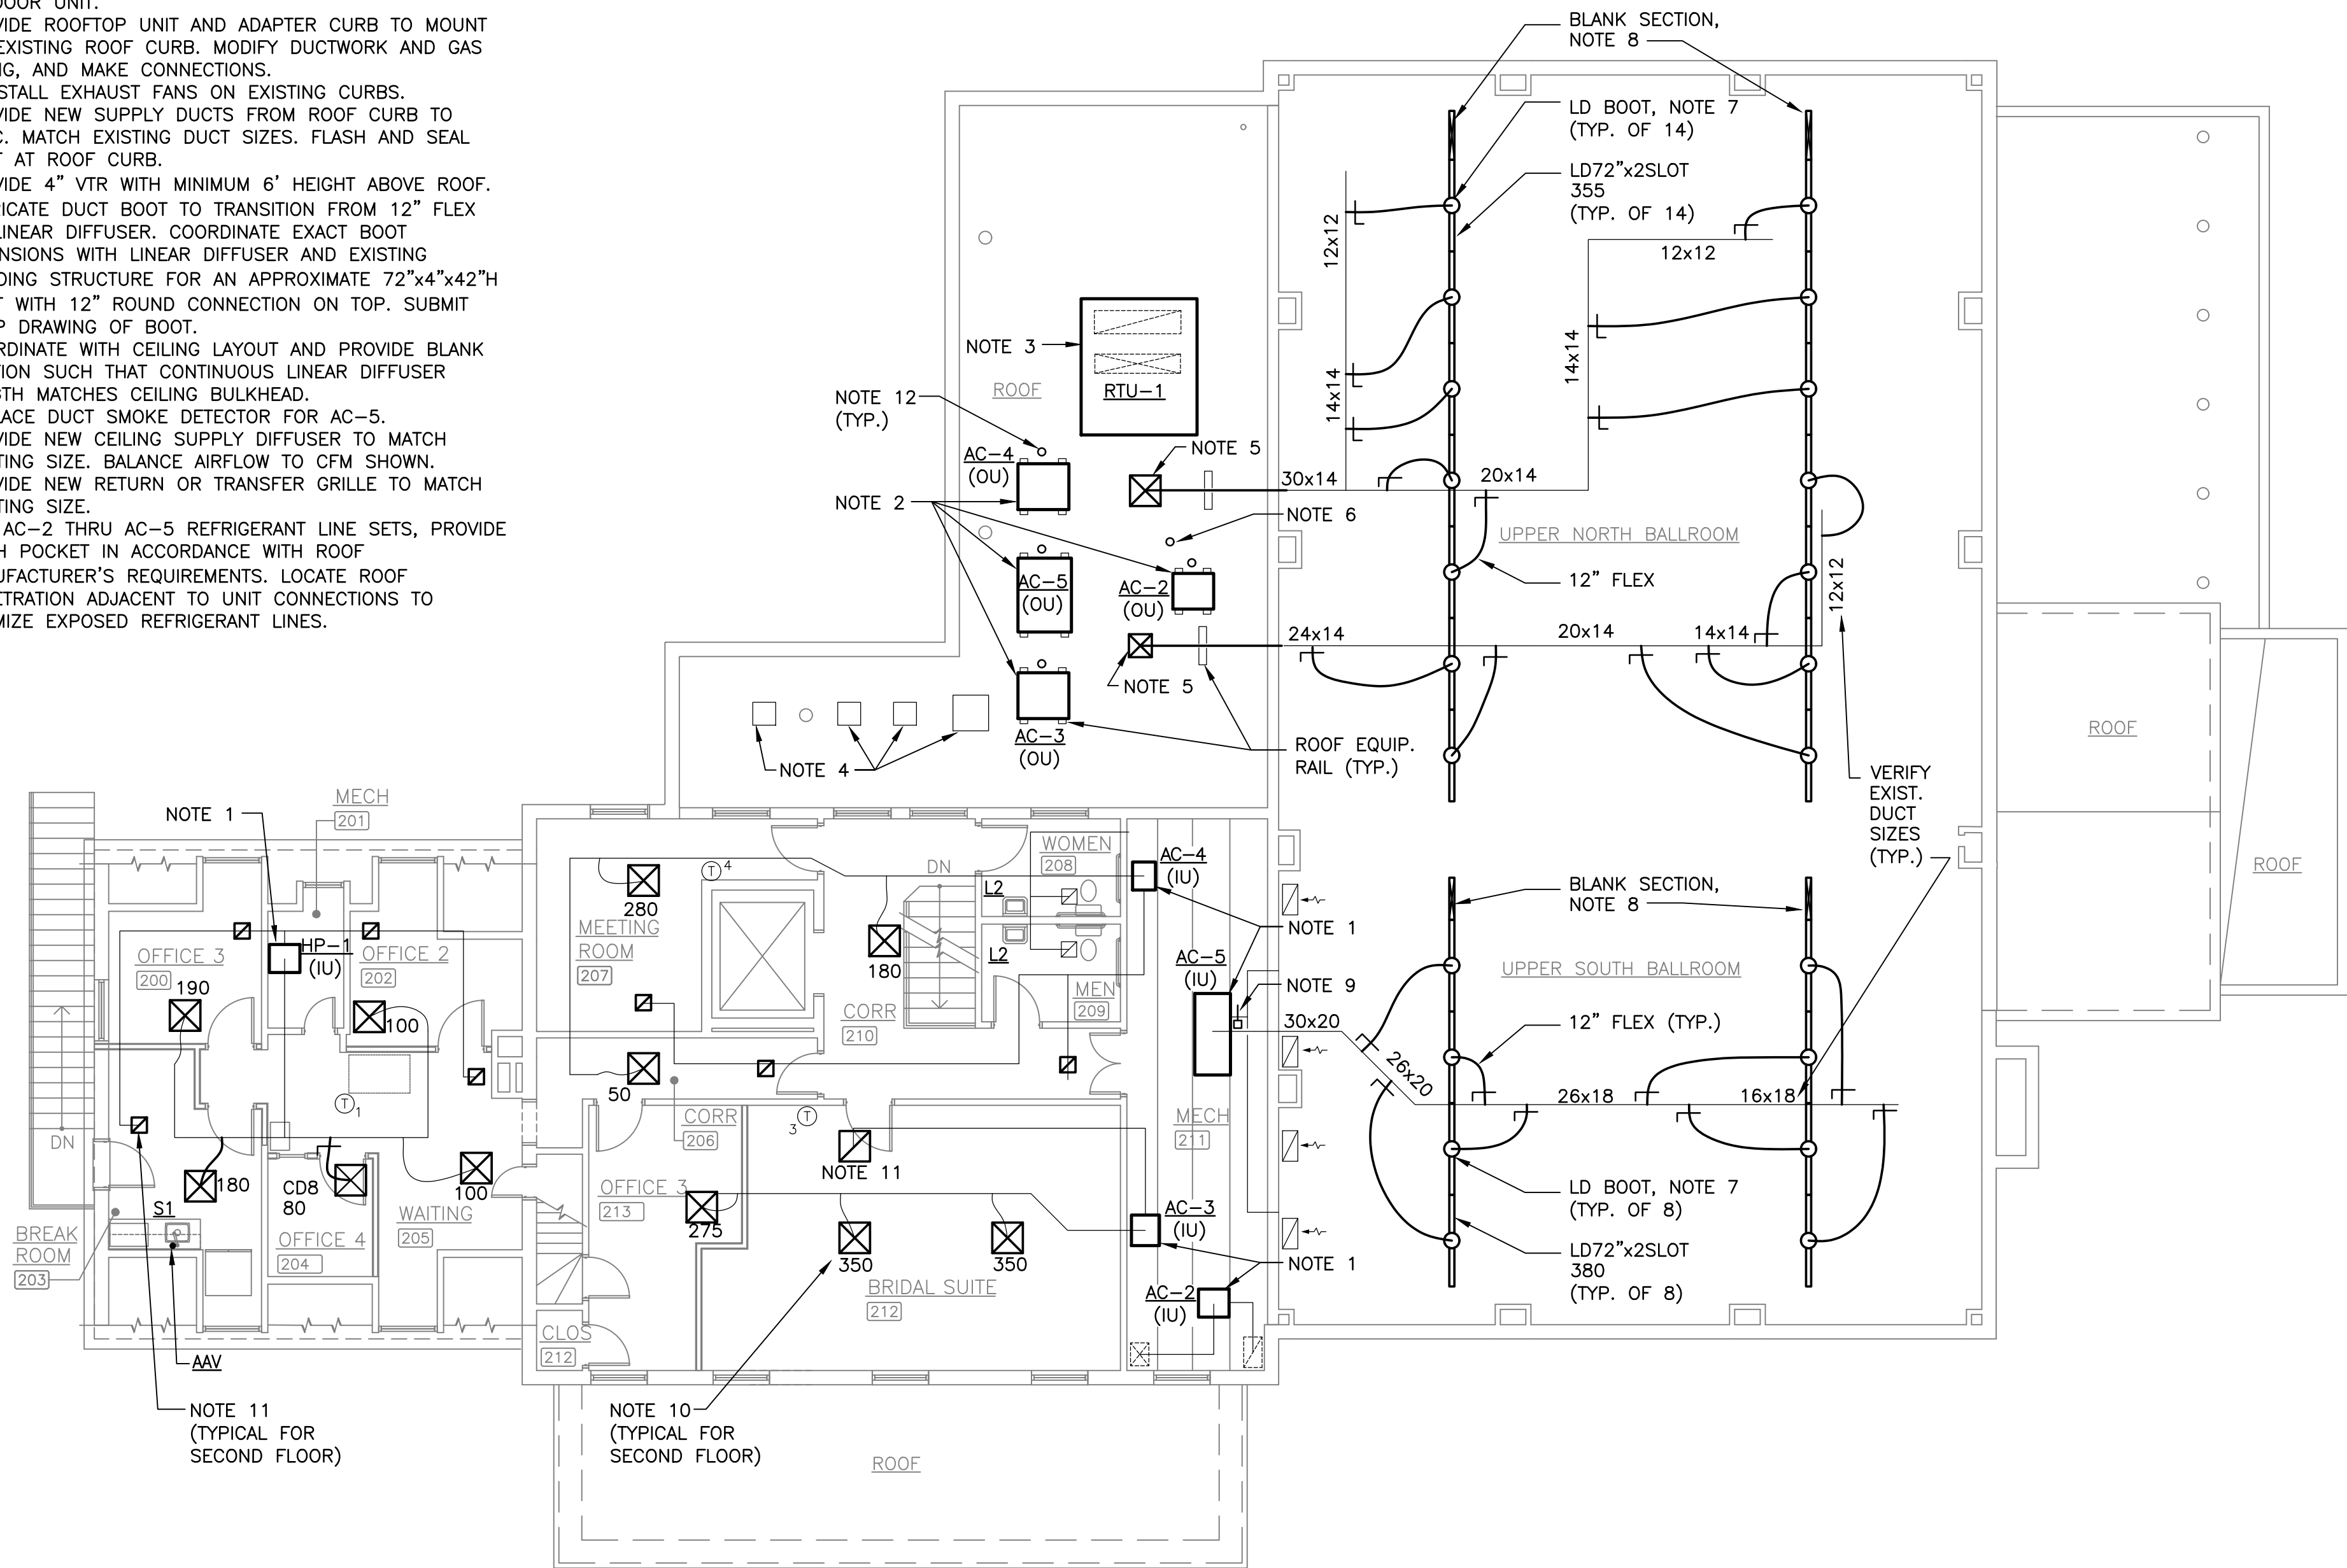 DOOR UNIT.
VIDE ROOFTOP UNIT AND ADAPTER CURB TO MOUNT
EXISTING ROOF CURB. MODIFY DUCTWORK AND GAS
NG, AND MAKE CONNECTIONS.
STALL EXHAUST FANS ON EXISTING CURBS.
VIDE NEW SUPPLY DUCTS FROM ROOF CURB TO
C. MATCH EXISTING DUCT SIZES. FLASH AND SEAL
T AT ROOF CURB.
VIDE 4" VTR WITH MINIMUM 6' HEIGHT ABOVE ROOF.
RICATE DUCT BOOT TO TRANSITION FROM 12" FLEX
LINEAR DIFFUSER. COORDINATE EXACT BOOT
ENSIONS WITH LINEAR DIFFUSER AND EXISTING
DING STRUCTURE FOR AN APPROXIMATE 72"x4"x42"H
T WITH 12" ROUND CONNECTION ON TOP. SUBMIT
P DRAWING OF BOOT.
RDINATE WITH CEILING LAYOUT AND PROVIDE BLANK
TION SUCH THAT CONTINUOUS LINEAR DIFFUSER
GTH MATCHES CEILING BULKHEAD.
LACE DUCT SMOKE DETECTOR FOR AC-5.
VIDE NEW CEILING SUPPLY DIFFUSER TO MATCH
TING SIZE. BALANCE AIRFLOW TO CFM SHOWN.
VIDE NEW RETURN OR TRANSFER GRILLE TO MATCH
TING SIZE.
AC-2 THRU AC-5 REFRIGERANT LINE SETS, PROVIDE
H POCKET IN ACCORDANCE WITH ROOF
UFACTURER'S REQUIREMENTS. LOCATE ROOF
ETRATION ADJACENT TO UNIT CONNECTIONS TO
MIZE EXPOSED REFRIGERANT LINES.
BLANK SECTION,
NOTE 8
LD BOOT, NOTE 7
(TYP. OF 14)
LD72"x2SLOT
355
(TYP. OF 14)
12x12
12x12
14x14
14x14
NOTE 3
ROOF
RTU-1
NOTE 12
(TYP.)
AC-4
(OU)
NOTE 5
30x14
20x14
NOTE 2
NOTE 6
UPPER NORTH BALLROOM
AC-5
(OU)
AC-2
(OU)
12" FLEX
12x12
24x14
20x14
14x14
NOTE 5
AC-3
(OU)
NOTE 4
ROOF EQUIP.
RAIL (TYP.)
ROOF
VERIFY
EXIST.
DUCT
SIZES
(TYP.)
ROOF
MECH
201
NOTE 1
4
T
DN
WOMEN
208
AC-4
(IU)
L2
280
MEETING
ROOM
207
180
NOTE 1
BLANK SECTION,
NOTE 8
OFFICE 3
200
190
HP-1
(IU)
OFFICE 2
202
L2
AC-5
(IU)
NOTE 9
UPPER SOUTH BALLROOM
MEN
209
CORR
210
100
30x20
12" FLEX (TYP.)
26x20
50
26x18
16x18
T
1
DN
CORR
206
3
T
MECH
211
NOTE 11
180
CD8
80
100
S1
WAITING
205
OFFICE 3
213
275
AC-3
(IU)
LD BOOT, NOTE 7
(TYP. OF 8)
BREAK
ROOM
203
OFFICE 4
204
350
350
NOTE 1
LD72"x2SLOT
380
(TYP. OF 8)
BRIDAL SUITE
212
AC-2
(IU)
CLOS
212
AAV
NOTE 11
(TYPICAL FOR
SECOND FLOOR)
NOTE 10
(TYPICAL FOR
SECOND FLOOR)
ROOF